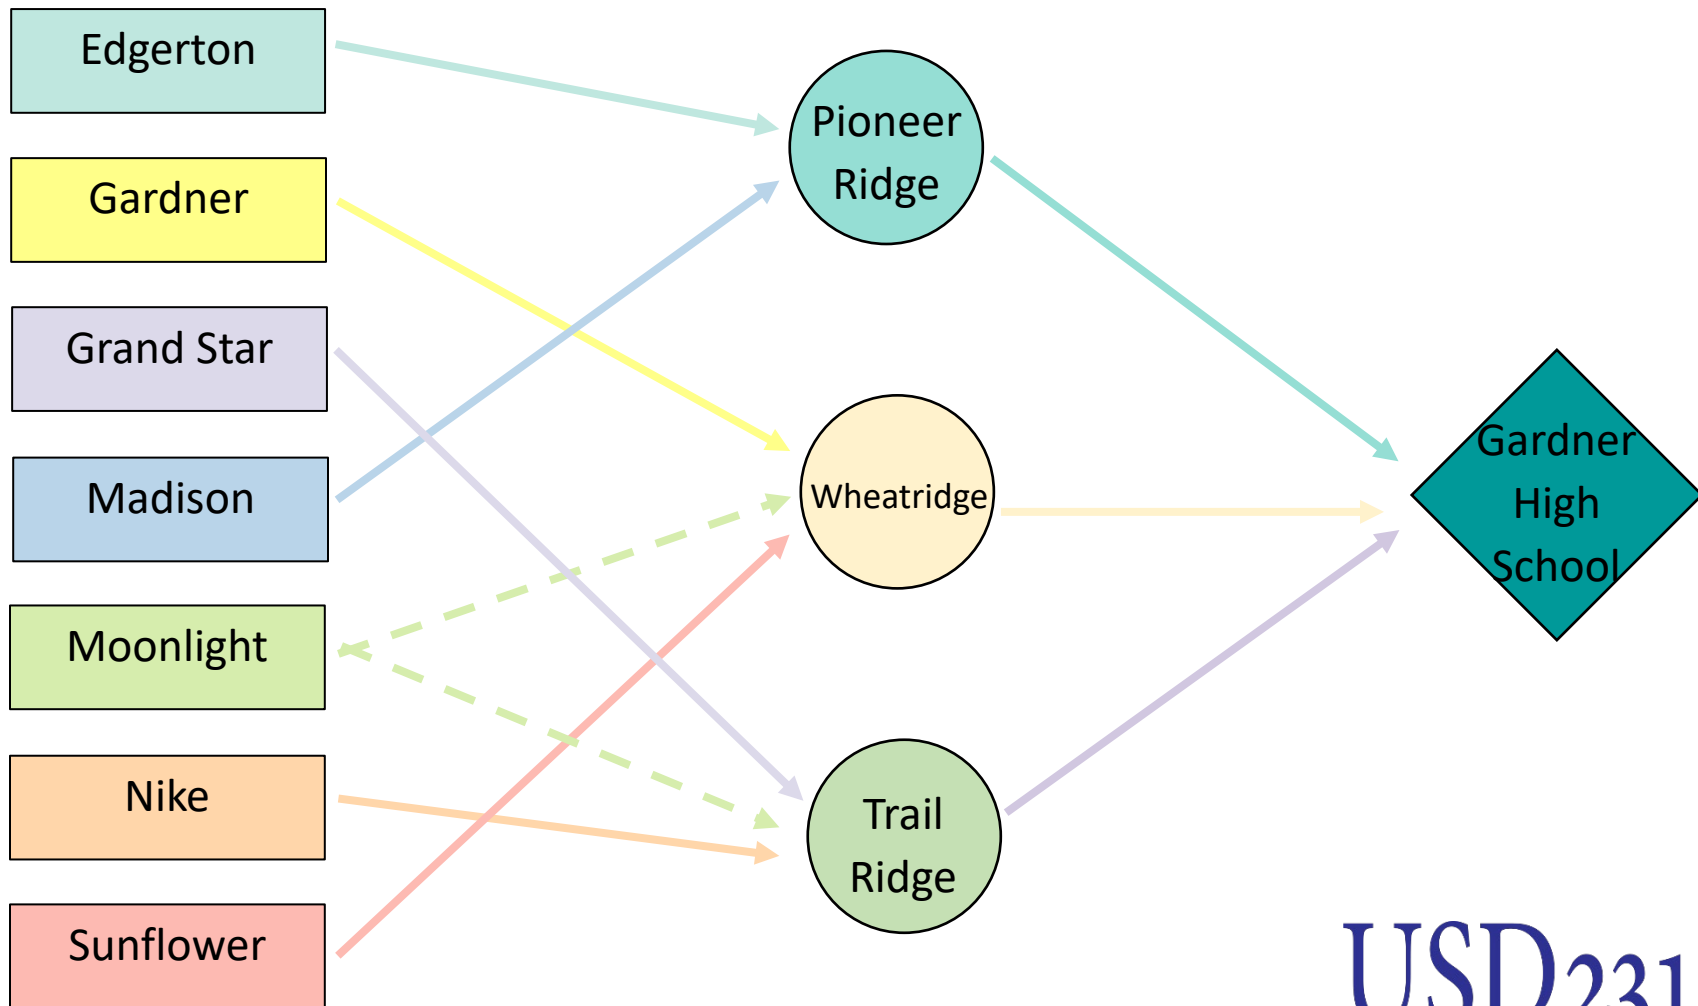 Edgerton
Gardner
Grand Star
Madison
Moonlight
Nike
Sunflower
Pioneer
Ridge
Wheatridge
Trail
Ridge
Gardner
High
School
USD231